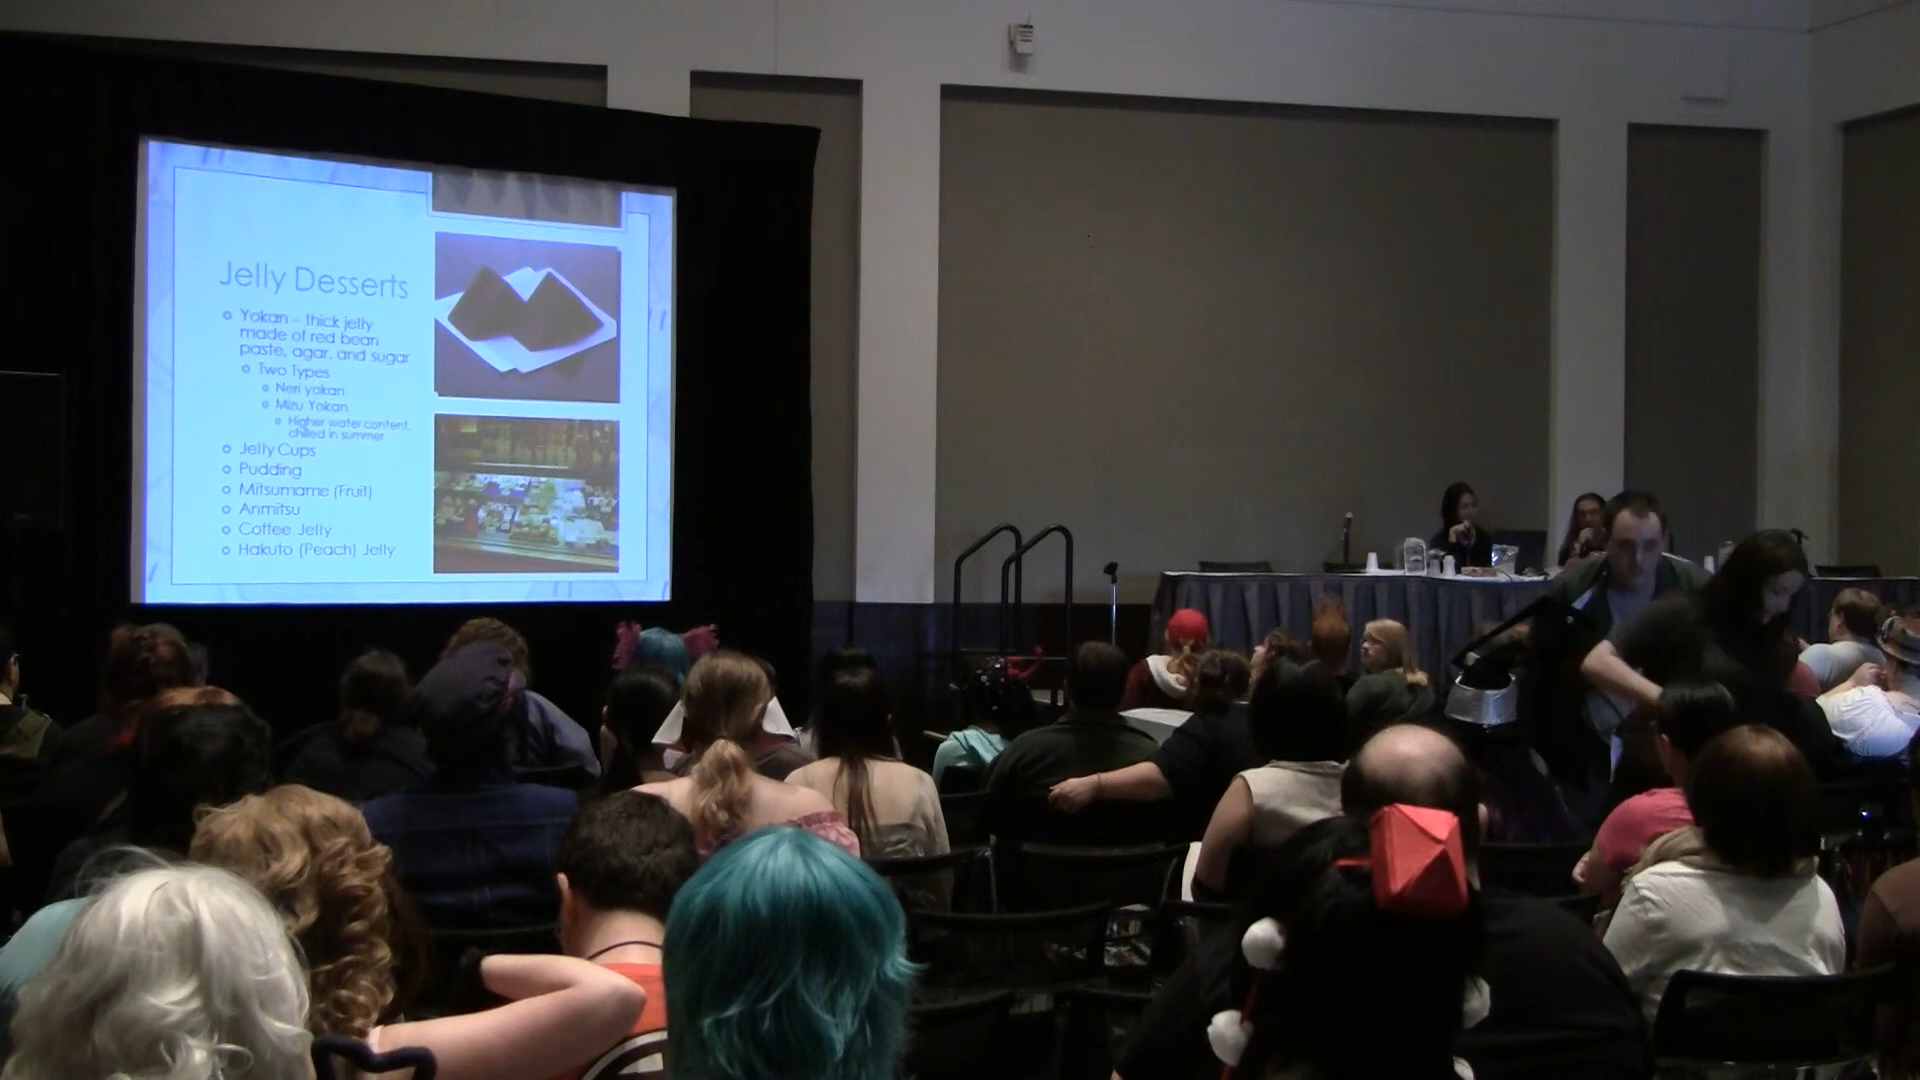 Jelly Desserts
Yokan – thick jelly
made of red bean
paste, agar, and sugar
Two Types
Neri yokan
Mizu Yokan
Higher water content,
chilled in summer
Jelly Cups
Pudding
Mitsumame (Fruit)
Anmitsu
Coffee Jelly
Hakuto (Peach) Jelly